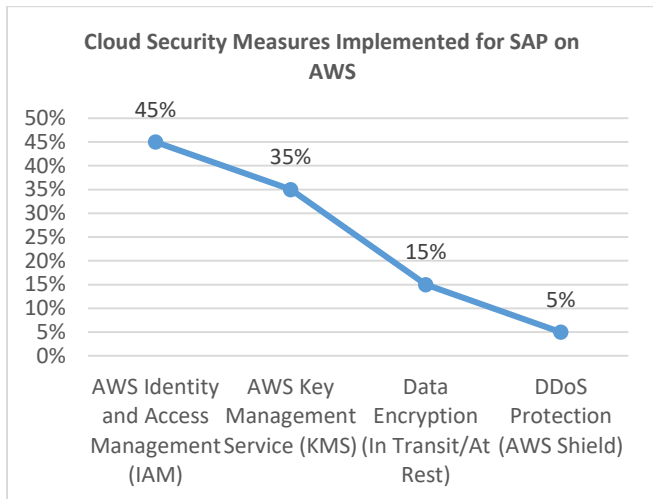 Cloud Security Measures Implemented for SAP on
AWS
50%
45%
40%
35%
30%
25%
20%
15%
10%
5%
0%
45%
35%
15%
5%
AWS Identity
and Access
Management
(IAM)
AWS Key
Management
Service (KMS)
Data
Encryption
(In Transit/At
Rest)
DDoS
Protection
(AWS Shield)